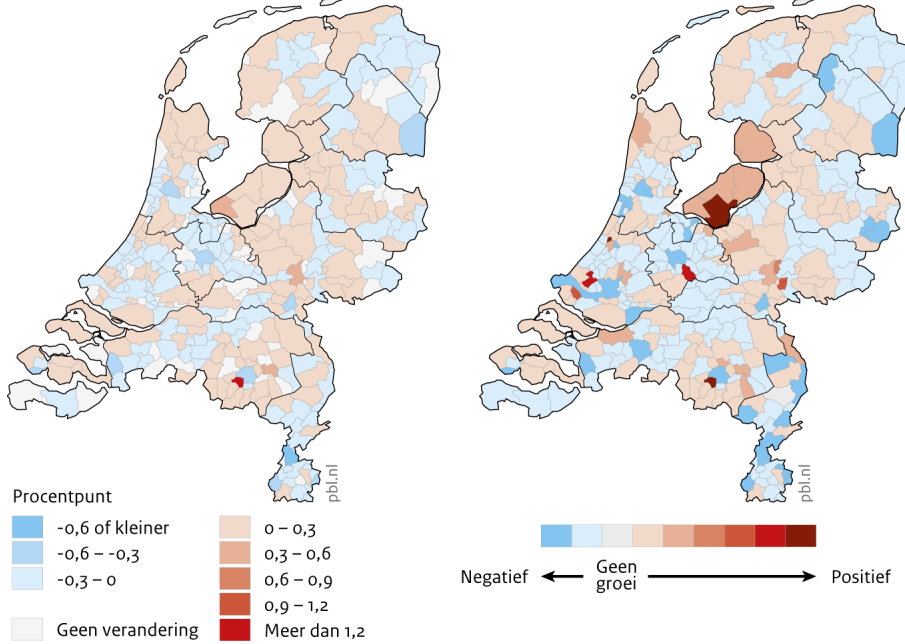 pbl.nl
pbl.nl
Procentpunt
-0,6 of kleiner
-0,6 – -0,3
-0,3 – 0
Geen verandering
0 – 0,3
0,3 – 0,6
0,6 – 0,9
0,9 – 1,2
Meer dan 1,2
Negatief
Geen
groei
Positief